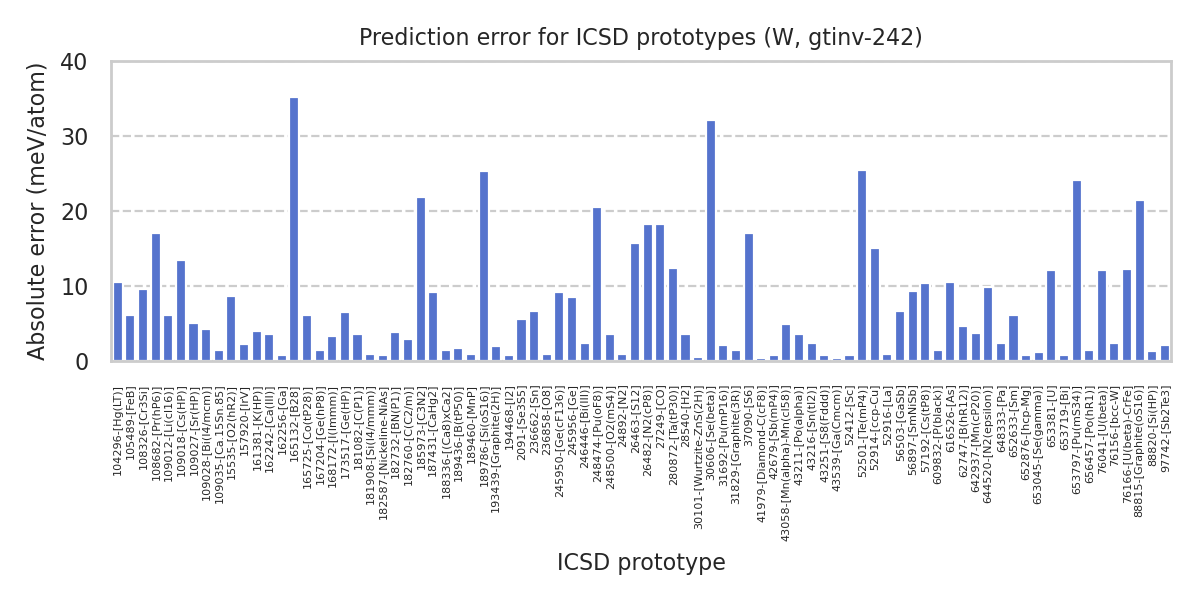 Prediction error for ICSD prototypes (W, gtinv-242)
Absolute error (meV/atom)
40
30
20
10
0
104296-[Hg(LT)]
105489-[FeB]
108326-[Cr3Si]
108682-[Pr(hP6)]
109012-[Li(cI16)]
109018-[Cs(HP)]
109027-[Sr(HP)]
109028-[Bi(I4/mcm)]
109035-[Ca.15Sn.85]
15535-[O2(hR2)]
157920-[IrV]
161381-[K(HP)]
162242-[Ca(III)]
162256-[Ga]
165132-[B28]
165725-[Co(tP28)]
167204-[Ge(hP8)]
168172-[I(Immm)]
173517-[Ge(HP)]
181082-[C(P1)]
181908-[Si(I4/mmm)]
182587-[Nickeline-NiAs]
182732-[BN(P1)]
182760-[C(C2/m)]
185973-[C3N2]
187431-[CaHg2]
188336-[(Ca8)xCa2]
189436-[B(tP50)]
189460-[MnP]
189786-[Si(oS16)]
193439-[Graphite(2H)]
194468-[I2]
2091-[Se3S5]
236662-[Sn]
236858-[O8]
245950-[Ge(cF136)]
245956-[Ge]
246446-[Bi(III)]
248474-[Pu(oF8)]
248500-[O2(mS4)]
24892-[N2]
26463-[S12]
26482-[N2(cP8)]
27249-[CO]
280872-[Ta(tP30)]
28540-[H2]
30101-[Wurtzite-ZnS(2H)]
30606-[Se(beta)]
31692-[Pu(mP16)]
31829-[Graphite(3R)]
37090-[S6]
41979-[Diamond-C(cF8)]
42679-[Sb(mP4)]
43058-[Mn(alpha)-Mn(cI58)]
43211-[Po(alpha)]
43216-[Sn(tI2)]
43251-[S8(Fddd)]
43539-[Ga(Cmcm)]
52412-[Sc]
52501-[Te(mP4)]
52914-[ccp-Cu]
52916-[La]
56503-[GaSb]
56897-[SmNiSb]
57192-[Cs(tP8)]
609832-[P(black)]
616526-[As]
62747-[B(hR12)]
642937-[Mn(cP20)]
644520-[N2(epsilon)]
648333-[Pa]
652633-[Sm]
652876-[hcp-Mg]
653045-[Se(gamma)]
653381-[U]
653719-[U]
653797-[Pu(mS34)]
656457-[Po(hR1)]
76041-[U(beta)]
76156-[bcc-W]
76166-[U(beta)-CrFe]
88815-[Graphite(oS16)]
88820-[Si(HP)]
97742-[Sb2Te3]
ICSD prototype